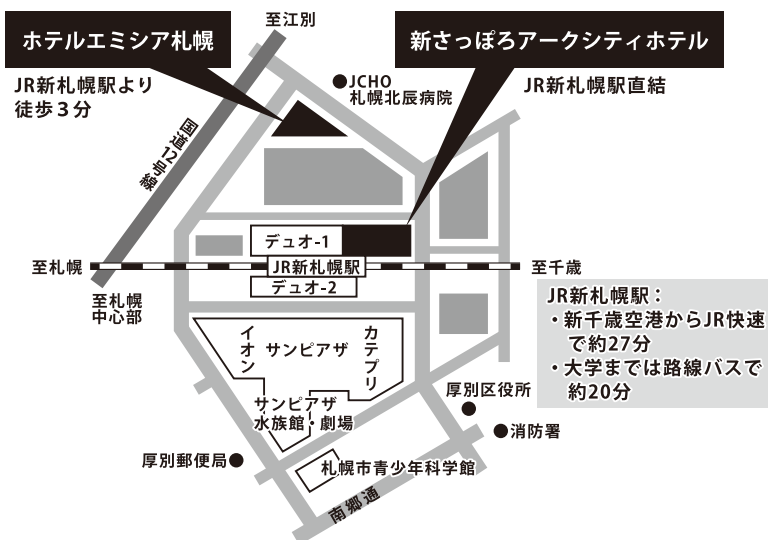 至江別
ホテルエミシア札幌
新さっぽろアークシティホテル
JR新札幌駅より
徒歩３分
JCHO
札幌北辰病院
JR新札幌駅直結
国道12号線
デュオ-1
至札幌
JR新札幌駅
至千歳
デュオ-2
至札幌
中心部
JR新札幌駅：
・新千歳空港からJR快速
で約27分
・大学までは路線バスで
約20分
イオン
サンピアザ
カテプリ
サンピアザ
水族館・劇場
厚別区役所
消防署
厚別郵便局
札幌市青少年科学館
南郷通